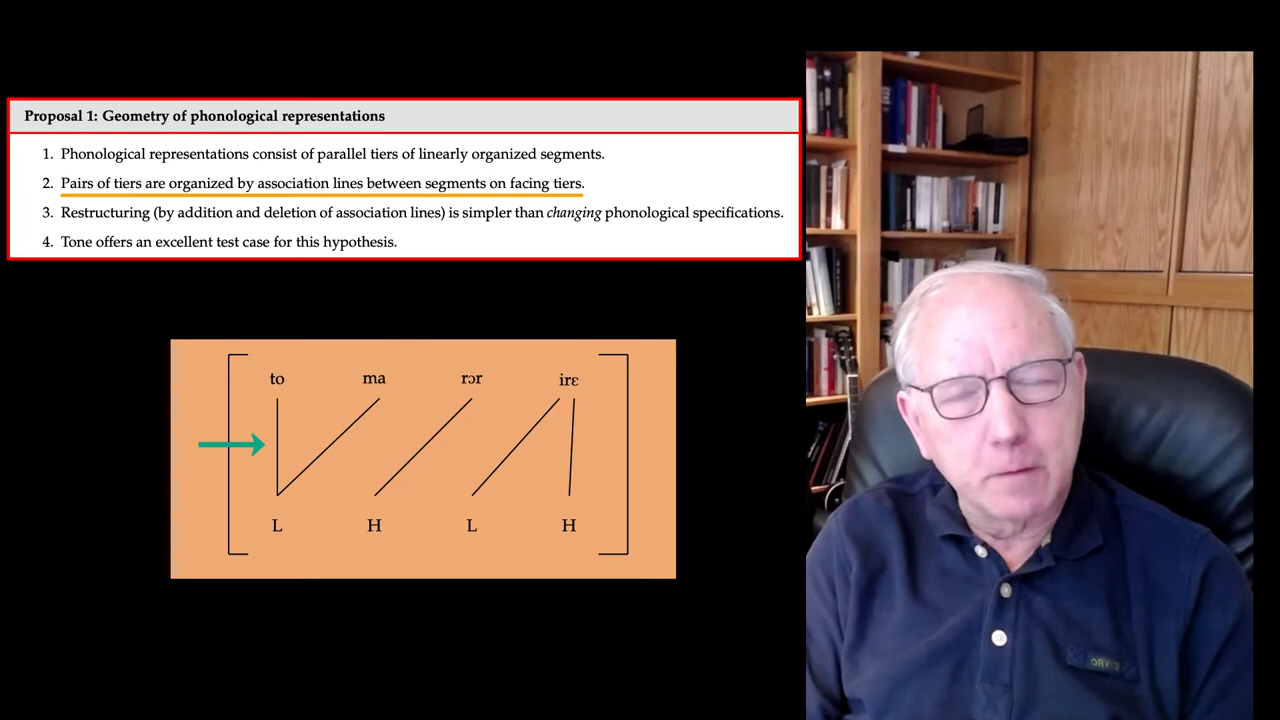 Proposal 1: Geometry of phonological representations
1. Phonological representations consist of parallel tiers of linearly organized segments.
2. Pairs of tiers are organized by association lines between segments on facing tiers.
3. Restructuring (by addition and deletion of association lines) is simpler than changing phonological specifications.
4. Tone offers an excellent test case for this hypothesis.
to ma rɔr irɛ
L H L H
ORVIS